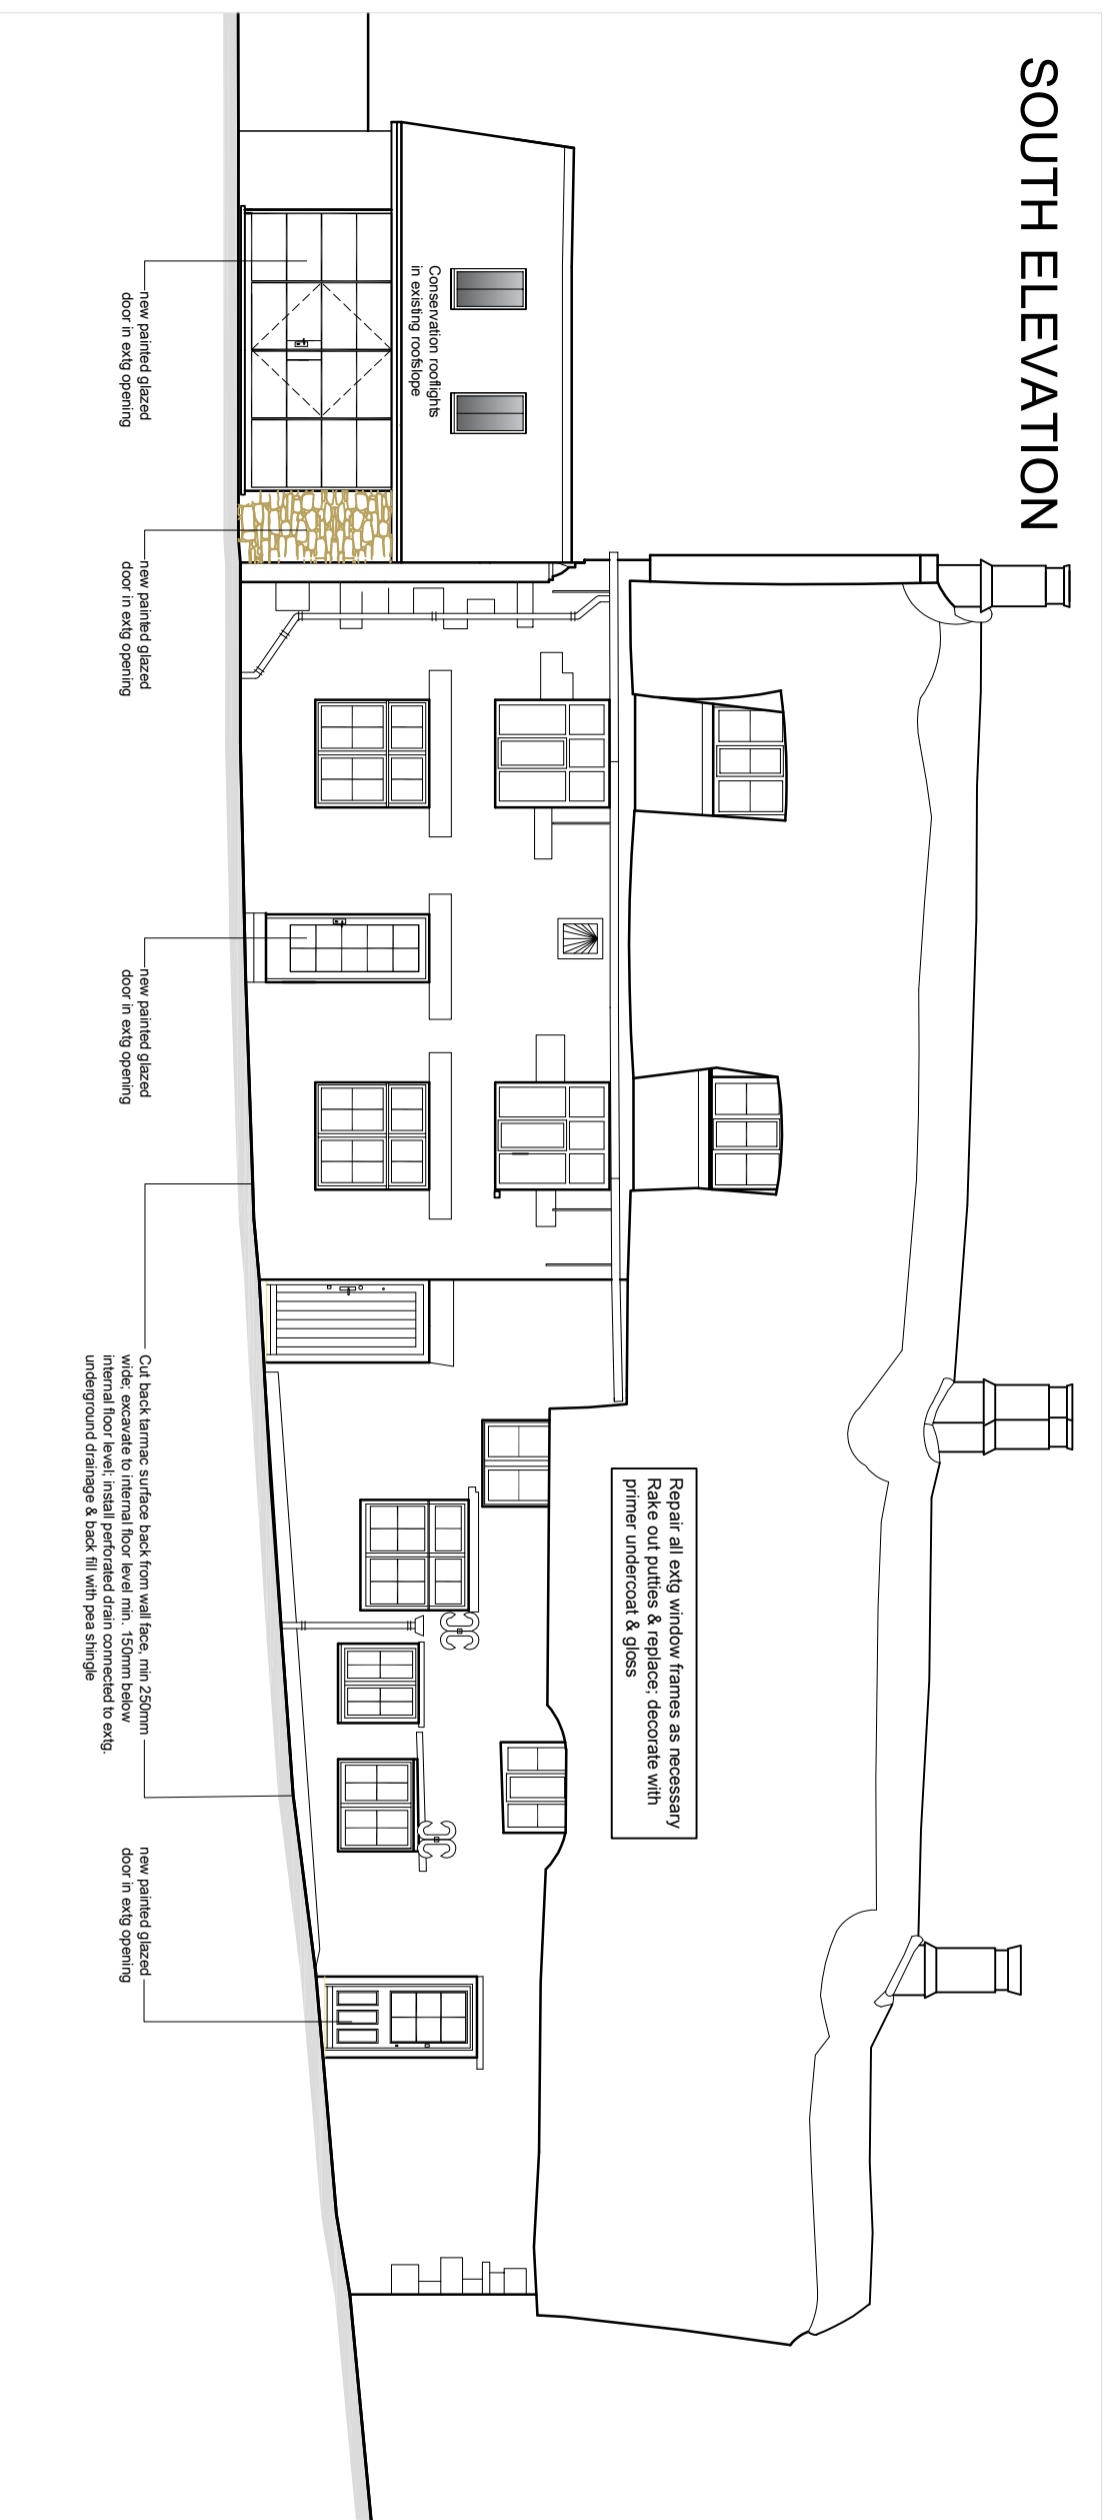 SOUTH ELEVATION
Conservation rooflights
in existing roofslope
Repair all extg window frames as necessary
Rake out putties & replace; decorate with
primer undercoat & gloss
new painted glazed
door in extg opening
new painted glazed
door in extg opening
new painted glazed
door in extg opening
Cut back tarmac surface back from wall face, min 250mm
wide; excavate to internal floor level min. 150mm below
internal floor level; install perforated drain connected to extg.
underground drainage & back fill with pea shingle
new painted glazed
door in extg opening